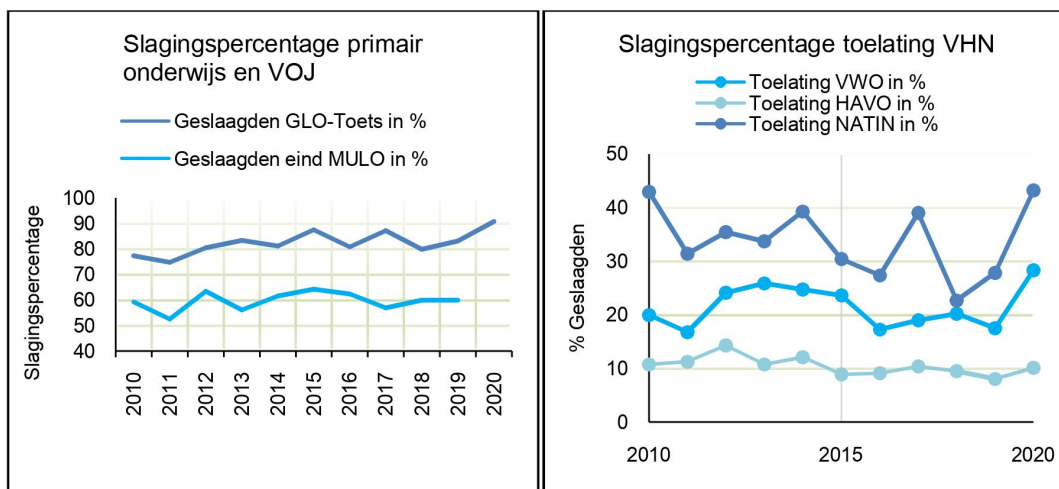 Slagingspercentage primair
onderwijs en VOJ
Geslaagden GLO-Toets in %
Geslaagden eind MULO in %
Slagingspercentage
100
90
80
70
60
50
40
2010
2011
2012
2013
2014
2015
2016
2017
2018
2019
2020
Slagingspercentage toelating VHN
Toelating VWO in %
Toelating HAVO in %
Toelating NATIN in %
% Geslaagden
50
40
30
20
10
0
2010
2015
2020